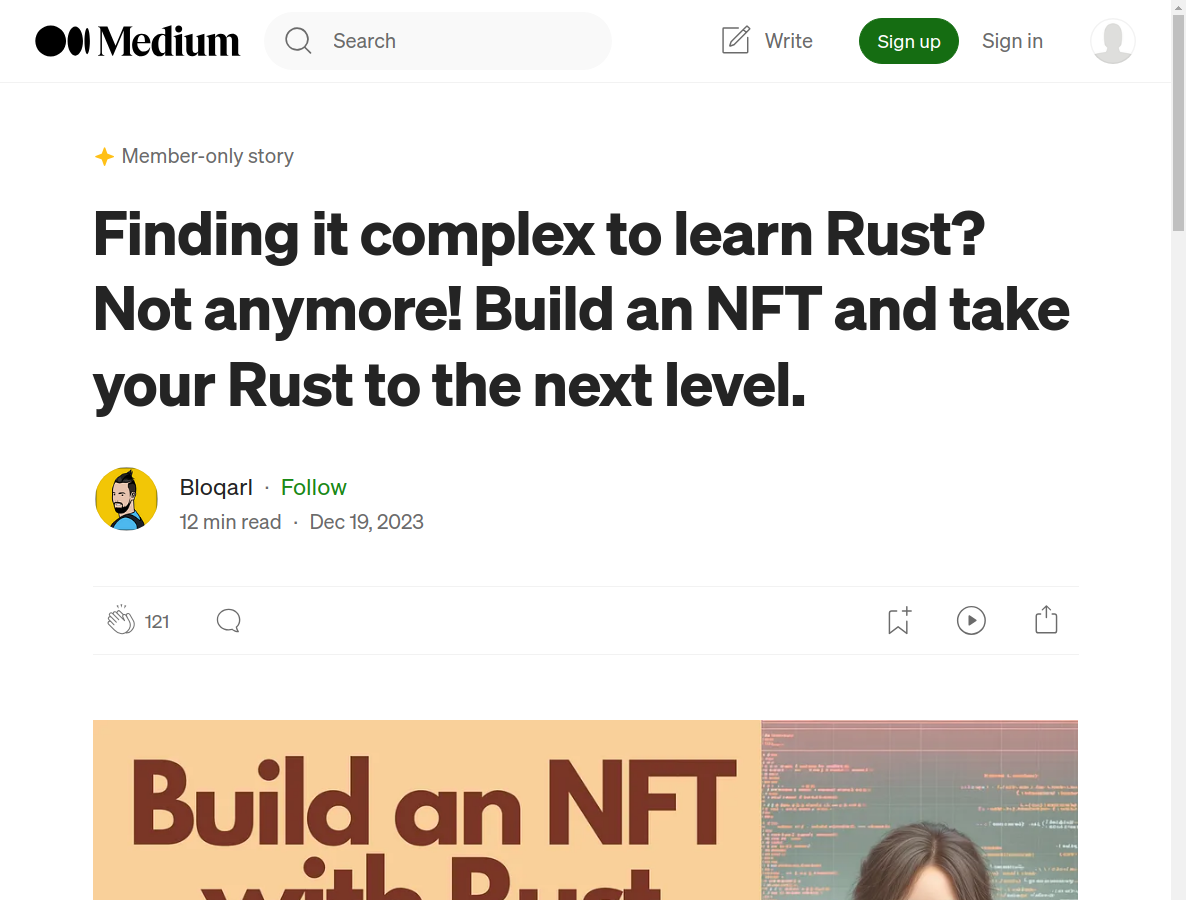 Medium
Search
Write
Sign up
Sign in
Member-only story
Finding it complex to learn Rust?
Not anymore! Build an NFT and take
your Rust to the next level.
Bloqarl · Follow
12 min read · Dec 19, 2023
121
Build an NFT
with Rust